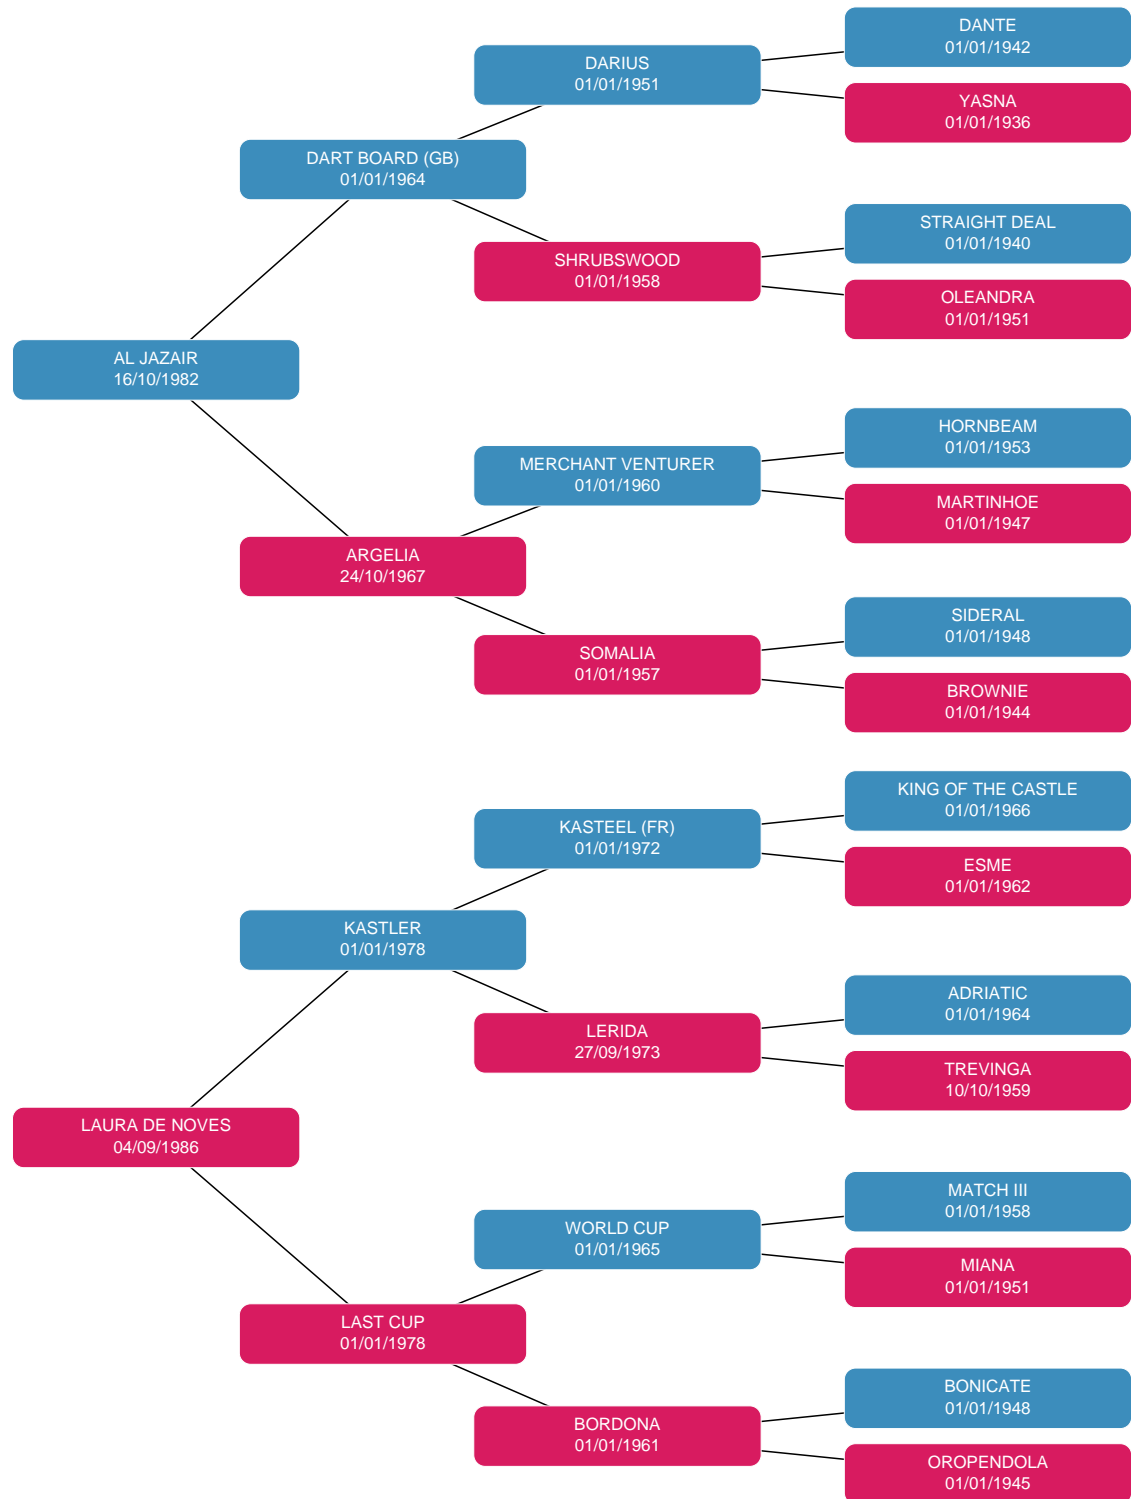 DANTE
01/01/1942
DARIUS
01/01/1951
YASNA
01/01/1936
DART BOARD (GB)
01/01/1964
STRAIGHT DEAL
01/01/1940
SHRUBSWOOD
01/01/1958
OLEANDRA
01/01/1951
AL JAZAIR
16/10/1982
HORNBEAM
01/01/1953
MERCHANT VENTURER
01/01/1960
MARTINHOE
01/01/1947
ARGELIA
24/10/1967
SIDERAL
01/01/1948
SOMALIA
01/01/1957
BROWNIE
01/01/1944
KING OF THE CASTLE
01/01/1966
KASTEEL (FR)
01/01/1972
ESME
01/01/1962
KASTLER
01/01/1978
ADRIATIC
01/01/1964
LERIDA
27/09/1973
TREVINGA
10/10/1959
LAURA DE NOVES
04/09/1986
MATCH III
01/01/1958
WORLD CUP
01/01/1965
MIANA
01/01/1951
LAST CUP
01/01/1978
BONICATE
01/01/1948
BORDONA
01/01/1961
OROPENDOLA
01/01/1945